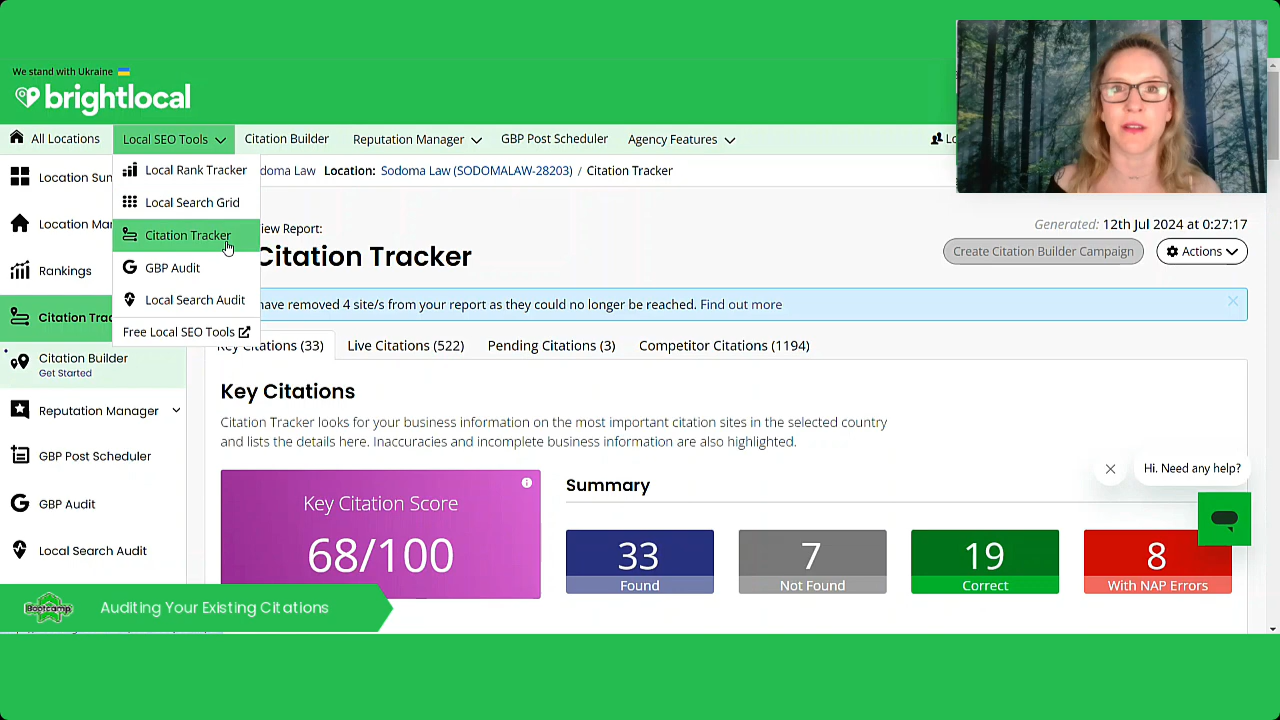 We stand with Ukraine
brightlocal
All Locations
Local SEO Tools
Citation Builder
Reputation Manager
GBP Post Scheduler
Agency Features
Lo
Local Rank Tracker
Local Search Grid
Citation Tracker
GBP Audit
Local Search Audit
Free Local SEO Tools
Location Sum
Location Ma
Rankings
Citation Trac
Citation Builder
Get Started
Reputation Manager
GBP Post Scheduler
GBP Audit
Local Search Audit
doma Law Location: Sodoma Law (SODOMALAW-28203) / Citation Tracker
iew Report:
Citation Tracker
Generated: 12th Jul 2024 at 0:27:17
Create Citation Builder Campaign
Actions
have removed 4 site/s from your report as they could no longer be reached. Find out more
Key Citations (33)
Live Citations (522)
Pending Citations (3)
Competitor Citations (1194)
Key Citations
Citation Tracker looks for your business information on the most important citation sites in the selected country
and lists the details here. Inaccuracies and incomplete business information are also highlighted.
Key Citation Score
68/100
Summary
33
Found
7
Not Found
19
Correct
8
With NAP Errors
Hi. Need any help?
Bootcamp
Auditing Your Existing Citations